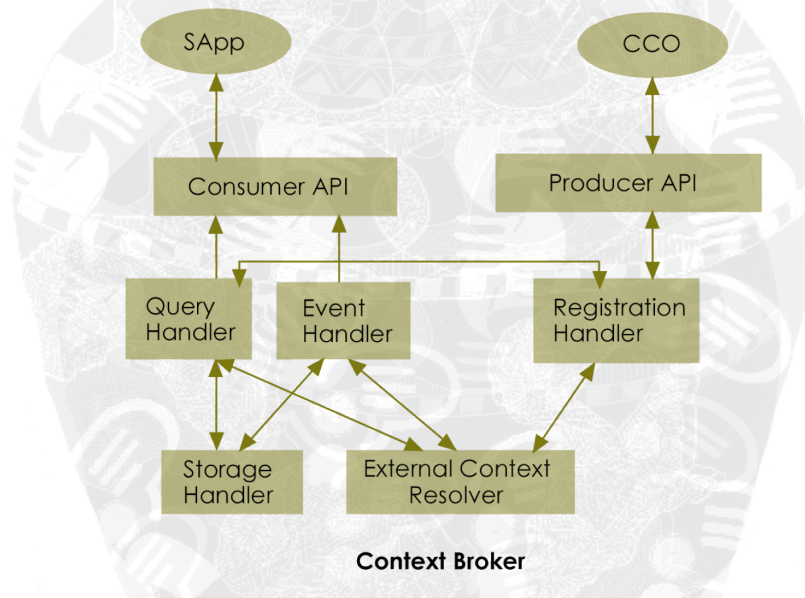 SApp
CCO
Consumer API
Producer API
Query
Handler
Event
Handler
Registration
Handler
Storage
Handler
External Context
Resolver
Context Broker